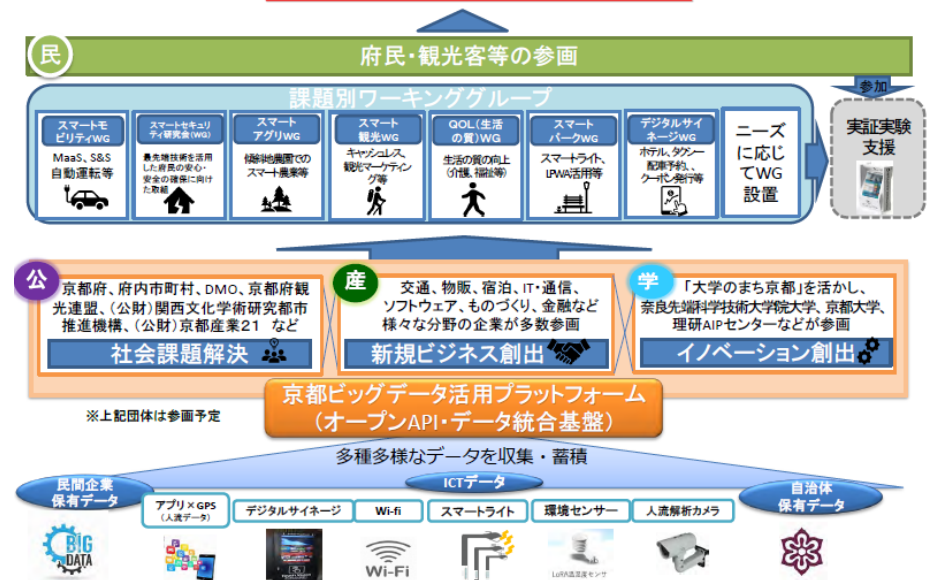 民
府民・観光客等の参画
参加
課題別ワーキンググループ
スマートモ
ビリティWG
MaaS、S&S
自動運転等
スマートセキュリ
ティ研究会(WG)
最先端技術を活用
した府民の安心・
安全の確保に向け
た取組
スマート
アグリWG
傾斜地農園での
スマート農業等
スマート
観光WG
キャッシュレス、
観光マーケティン
グ等
QOL(生活
の質)WG
生活の質の向上
(介護、福祉等)
スマート
パークWG
スマートライト、
LPWA活用等
デジタルサイ
ネージWG
ホテル、タクシー
配車予約、、
クーポン発行等
ニーズ
に応じ
てWG
設置
実証実験
支援
公
京都府、府内市町村、DMO、京都府観
光連盟、(公財)関西文化学術研究都市
推進機構、(公財)京都産業21 など
社会課題解決
産
交通、物販、宿泊、IT・通信、
ソフトウェア、ものづくり、金融など
様々な分野の企業が多数参画
新規ビジネス創出
学
「大学のまち京都」を活かし、
奈良先端科学技術大学院大学、京都大学、
理研AIPセンターなどが参画
イノベーション創出
※上記団体は参画予定
京都ビッグデータ活用プラットフォーム
(オープンAPI・データ統合基盤)
多種多様なデータを収集・蓄積
民間企業
保有データ
ICTデータ
自治体
保有データ
アプリ×GPS
(人流データ)
デジタルサイネージ
Wi-fi
スマートライト
環境センサー
人流解析カメラ
BIG
DATA
Wi-Fi
LoRA温湿度センサ